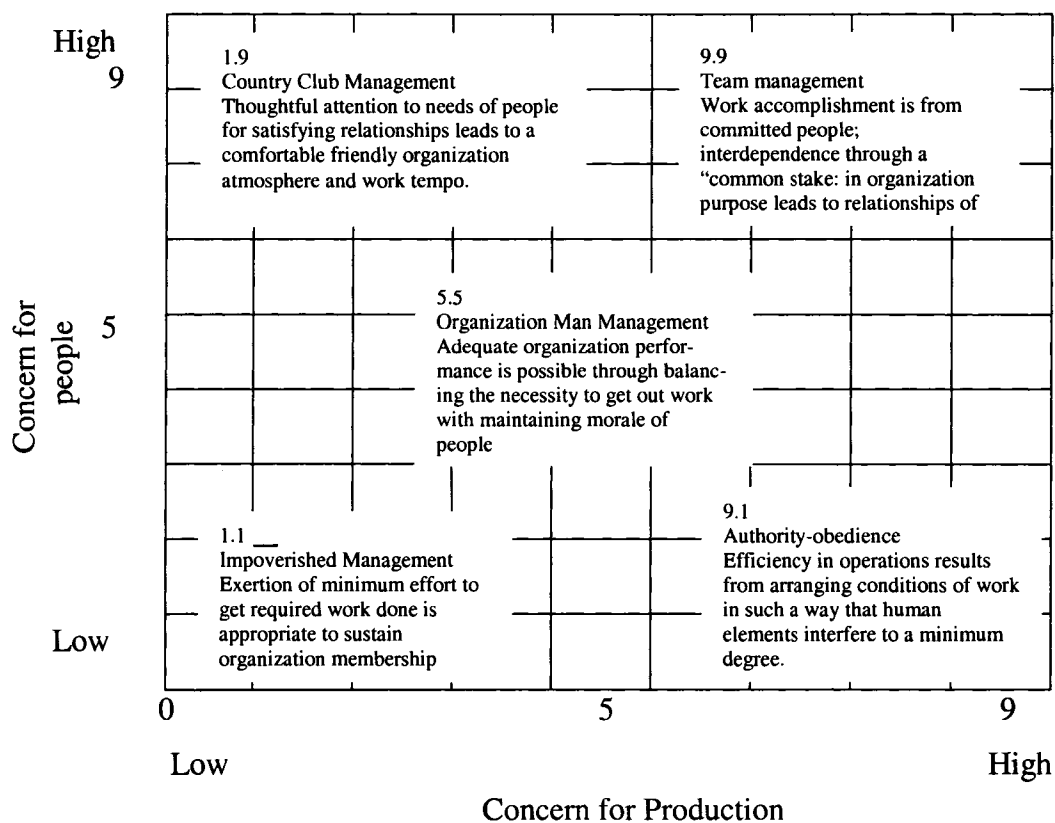 High
9
1.9
Country Club Management
Thoughtful attention to needs of people
for satisfying relationships leads to a
comfortable friendly organization
atmosphere and work tempo.
9.9
Team management
Work accomplishment is from
committed people;
interdependence through a
“common stake: in organization
purpose leads to relationships of
Concern for
people
5
5.5
Organization Man Management
Adequate organization perfor-
mance is possible through balanc-
ing the necessity to get out work
with maintaining morale of
people
1.1
Impoverished Management
Exertion of minimum effort to
get required work done is
appropriate to sustain
organization membership
9.1
Authority-obedience
Efficiency in operations results
from arranging conditions of work
in such a way that human
elements interfere to a minimum
degree.
Low
0
5
9
Low
High
Concern for Production